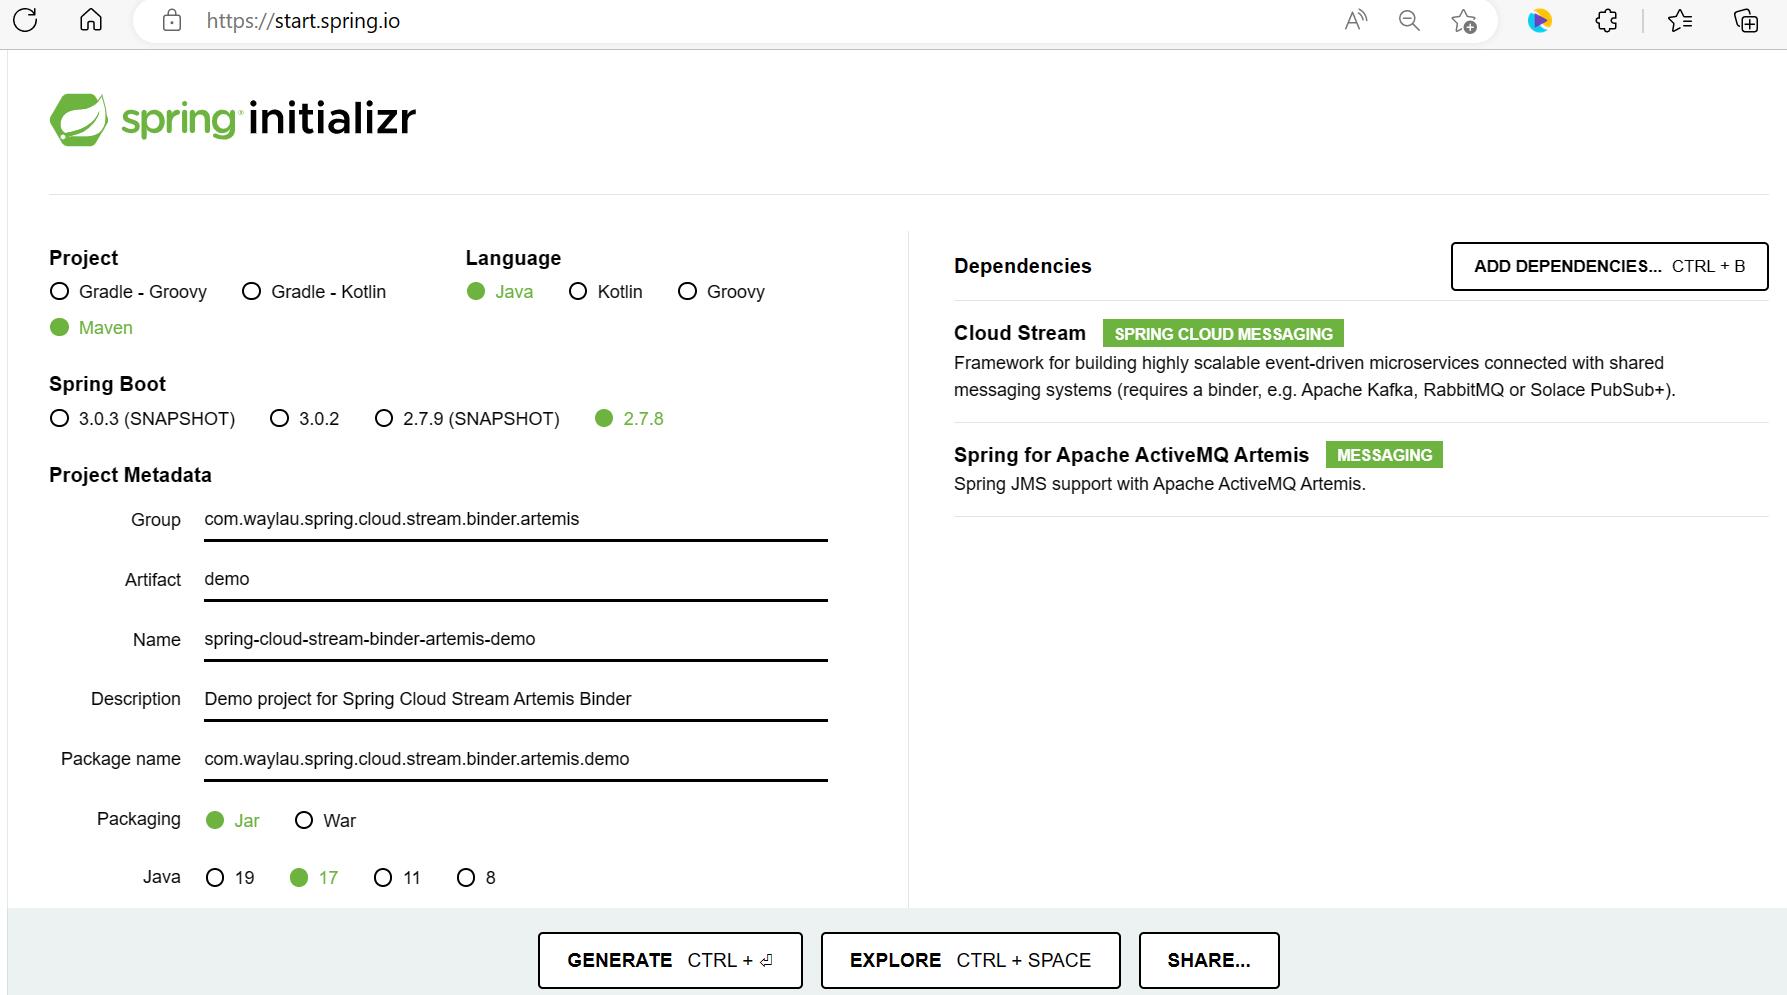 https://start.spring.io
spring initializr
Project
Gradle - Groovy Gradle - Kotlin
Maven
Language
Java Kotlin Groovy
Spring Boot
3.0.3 (SNAPSHOT) 3.0.2 2.7.9 (SNAPSHOT) 2.7.8
Project Metadata
Group com.waylau.spring.cloud.stream.binder.artemis
Artifact demo
Name spring-cloud-stream-binder-artemis-demo
Description Demo project for Spring Cloud Stream Artemis Binder
Package name com.waylau.spring.cloud.stream.binder.artemis.demo
Packaging Jar War
Java 19 17 11 8
Dependencies ADD DEPENDENCIES... CTRL + B
Cloud Stream SPRING CLOUD MESSAGING
Framework for building highly scalable event-driven microservices connected with shared
messaging systems (requires a binder, e.g. Apache Kafka, RabbitMQ or Solace PubSub+).
Spring for Apache ActiveMQ Artemis MESSAGING
Spring JMS support with Apache ActiveMQ Artemis.
GENERATE CTRL + ⏎ EXPLORE CTRL + SPACE SHARE...